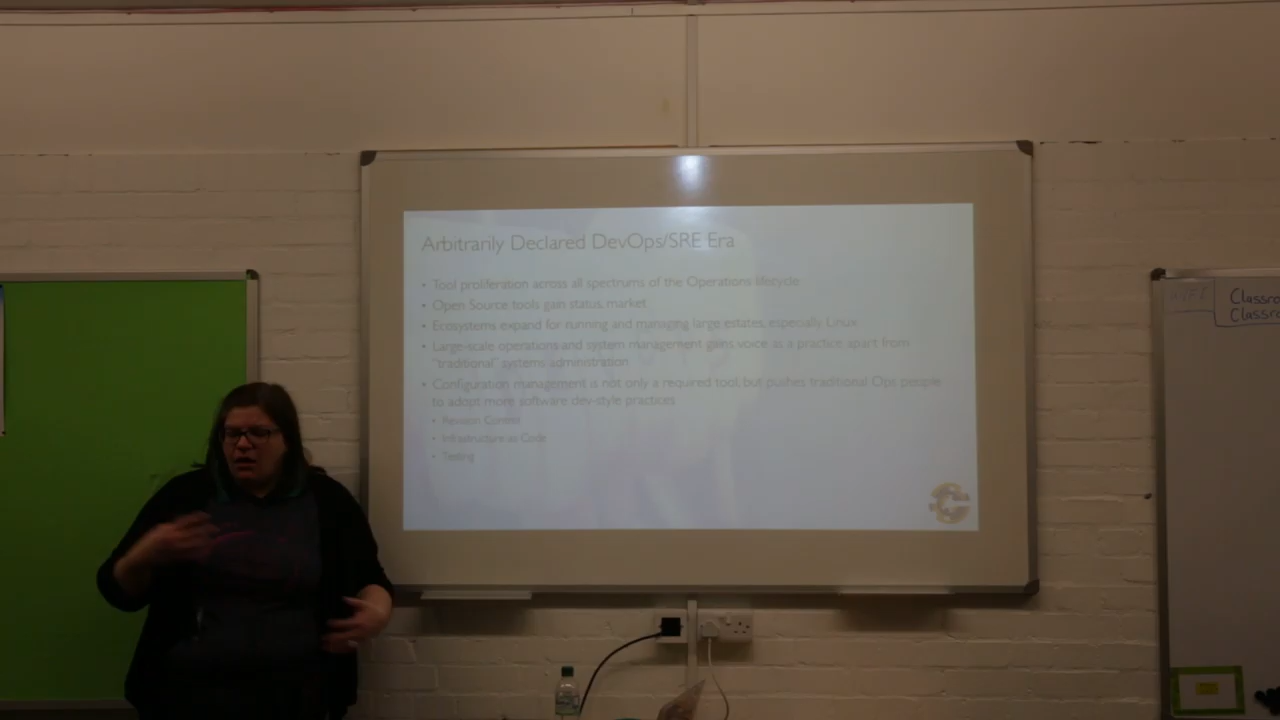 Arbitrarily Declared DevOps/SRE Era
• Tool proliferation across all spectrums of the Operations lifecycle
• Open Source tools gain status market
• Ecosystems expand for running and managing large estates, especially Linux
• Large-scale operations and system management gains voice as a practice apart from
"traditional" systems administration
• Configuration management is not only a required tool, but pushes traditional Ops people
to adopt more software dev-style practices
• Revision Control
• Infrastructure as Code
• Testing